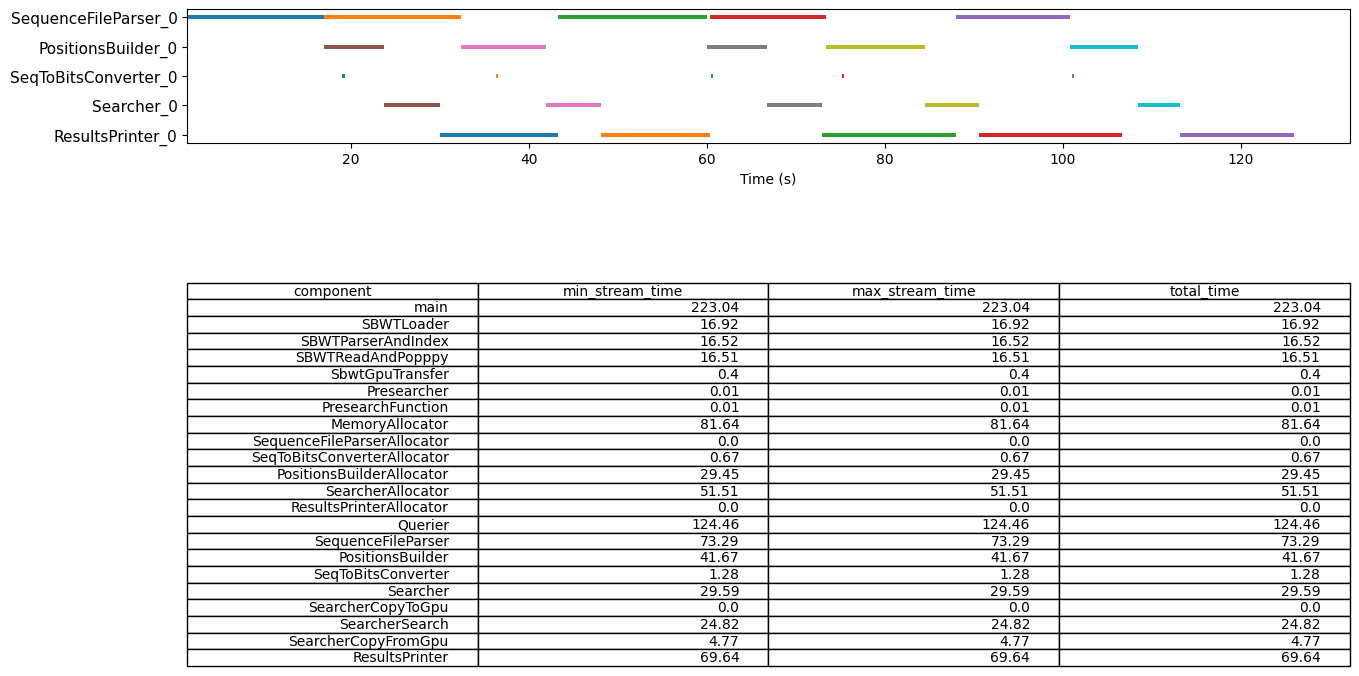 SequenceFileParser_0
PositionsBuilder_0
SeqToBitsConverter_0
Searcher_0
ResultsPrinter_0
20 40 60 80 100 120
Time (s)
component min_stream_time max_stream_time total_time
main 223.04 223.04 223.04
SBWTLoader 16.92 16.92 16.92
SBWTParserAndIndex 16.52 16.52 16.52
SBWTReadAndPopppy 16.51 16.51 16.51
SbwtGpuTransfer 0.4 0.4 0.4
Presearcher 0.01 0.01 0.01
PresearchFunction 0.01 0.01 0.01
MemoryAllocator 81.64 81.64 81.64
SequenceFileParserAllocator 0.0 0.0 0.0
SeqToBitsConverterAllocator 0.67 0.67 0.67
PositionsBuilderAllocator 29.45 29.45 29.45
SearcherAllocator 51.51 51.51 51.51
ResultsPrinterAllocator 0.0 0.0 0.0
Querier 124.46 124.46 124.46
SequenceFileParser 73.29 73.29 73.29
PositionsBuilder 41.67 41.67 41.67
SeqToBitsConverter 1.28 1.28 1.28
Searcher 29.59 29.59 29.59
SearcherCopyToGpu 0.0 0.0 0.0
SearcherSearch 24.82 24.82 24.82
SearcherCopyFromGpu 4.77 4.77 4.77
ResultsPrinter 69.64 69.64 69.64